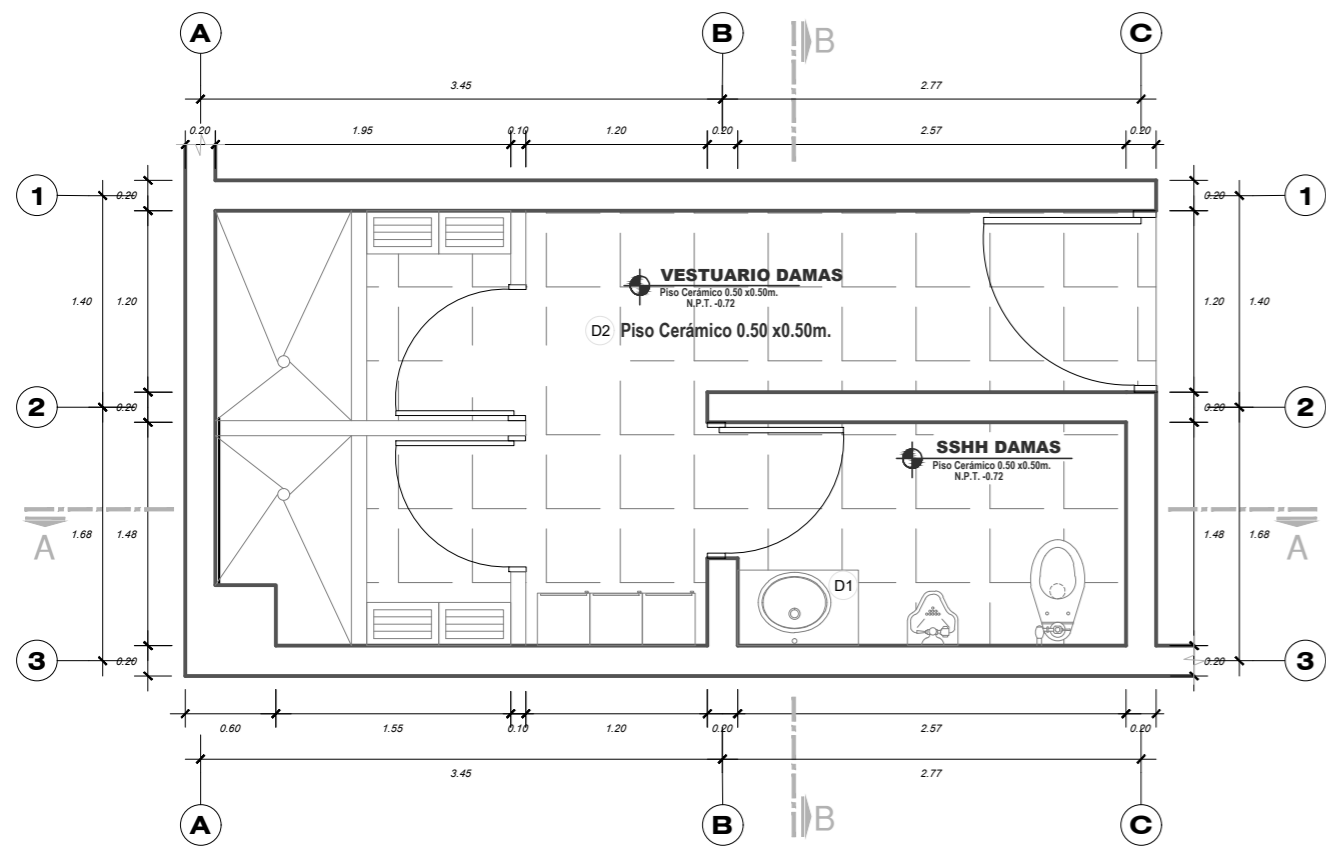 A
B
C
B
3.45
2.77
0.20
1.95
0.10
1.20
0.20
2.57
0.20
1
0.20
0.20
1
1.40
1.20
1.20
1.40
VESTUARIO DAMAS
Piso Cerámico 0.50 x0.50m.
N.P.T. -0.72
D2 Piso Cerámico 0.50 x0.50m.
2
0.20
0.20
2
SSHH DAMAS
Piso Cerámico 0.50 x0.50m.
N.P.T. -0.72
A
1.68
1.48
1.48
1.68
A
D1
3
0.20
0.20
3
0.60
1.55
0.10
1.20
0.20
2.57
0.20
3.45
2.77
A
B
B
C